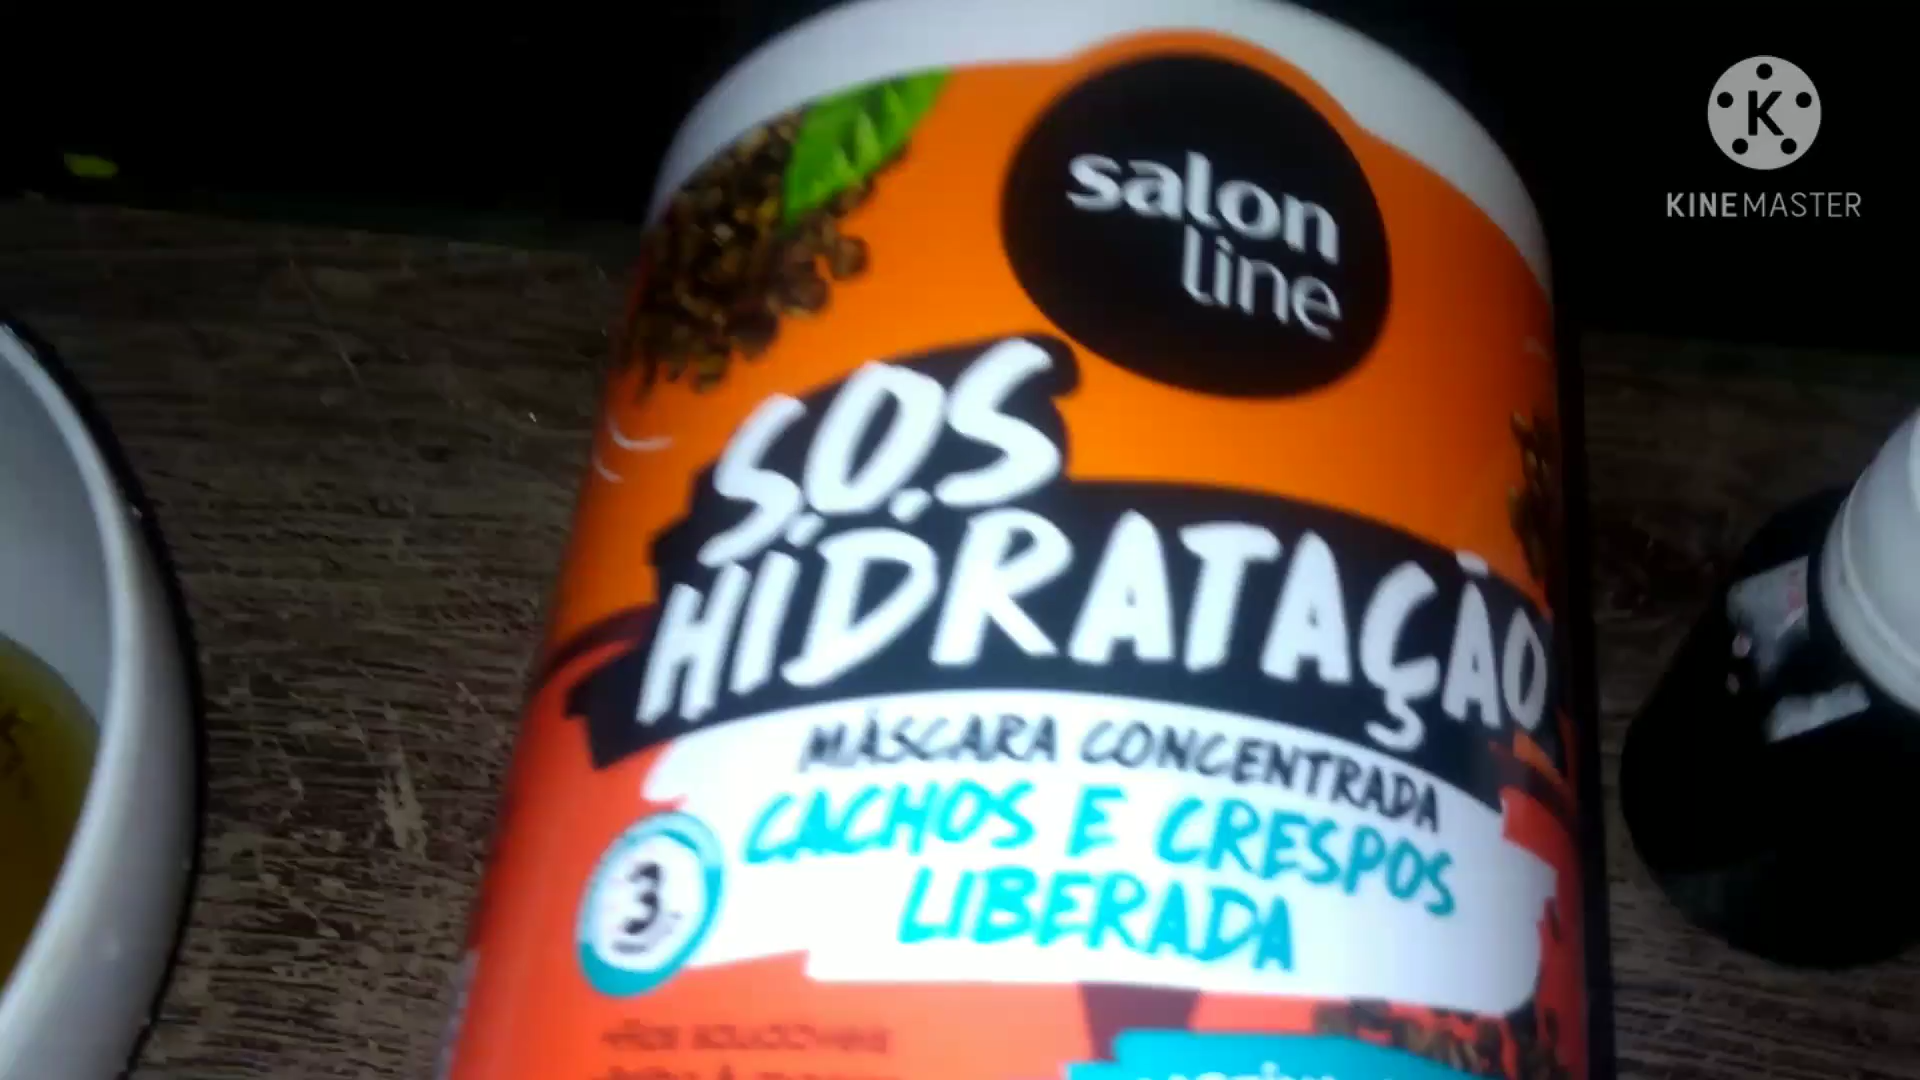 salon
line
S.O.S
HIDRATAÇÃO
MÁSCARA CONCENTRADA
CACHOS E CRESPOS
LIBERADA
3
K
KINEMASTER